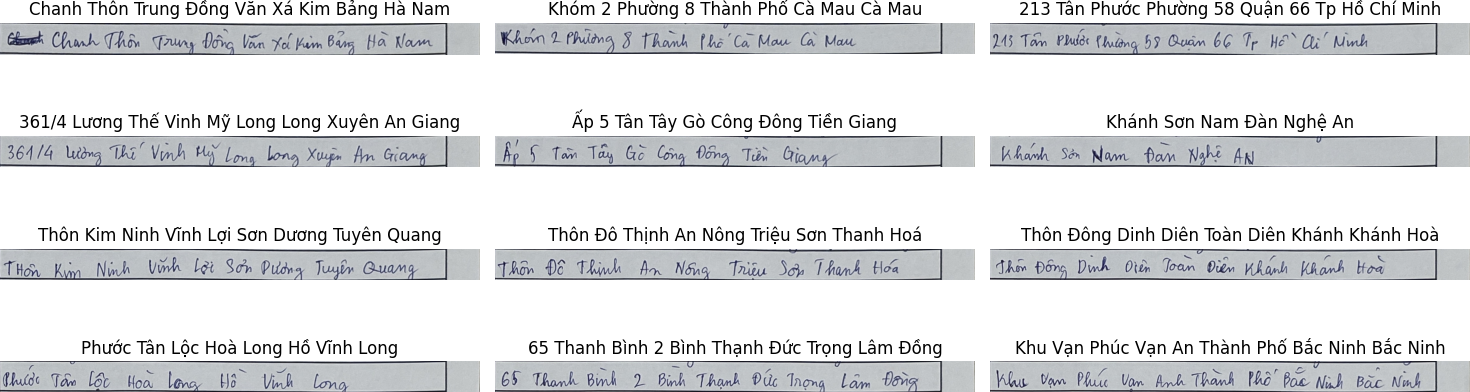 Chanh Thôn Trung Đồng Văn Xá Kim Bảng Hà Nam
Chanh Thôn Trung Đồng Văn Xá Kim Bảng Hà Nam
Khóm 2 Phường 8 Thành Phố Cà Mau Cà Mau
Khóm 2 Phường 8 Thành Phố Cà Mau Cà Mau
213 Tân Phước Phường 58 Quận 66 Tp Hồ Chí Minh
213 Tân Phước Phường 58 Quận 66 Tp Hồ Chí Minh
361/4 Lương Thế Vinh Mỹ Long Long Xuyên An Giang
361/4 Lương Thế Vinh Mỹ Long Long Xuyên An Giang
Ấp 5 Tân Tây Gò Công Đông Tiền Giang
Ấp 5 Tân Tây Gò Công Đông Tiền Giang
Khánh Sơn Nam Đàn Nghệ An
Khánh Sơn Nam Đàn Nghệ AN
Thôn Kim Ninh Vĩnh Lợi Sơn Dương Tuyên Quang
THôn Kim Ninh Vĩnh Lợi Sơn Dương Tuyên Quang
Thôn Đô Thịnh An Nông Triệu Sơn Thanh Hoá
Thôn Đô Thịnh An Nông Triệu Sơn Thanh Hóa
Thôn Đông Dinh Diên Toàn Diên Khánh Khánh Hoà
Thôn Đông Dinh Diên Toàn Diên Khánh Khánh Hoà
Phước Tân Lộc Hoà Long Hồ Vĩnh Long
Phước Tân Lộc Hoà Long Hồ Vĩnh Long
65 Thanh Bình 2 Bình Thạnh Đức Trọng Lâm Đồng
65 Thanh Bình 2 Bình Thạnh Đức Trọng Lâm Đồng
Khu Vạn Phúc Vạn An Thành Phố Bắc Ninh Bắc Ninh
Khu Vạn Phúc Vạn Anh Thành Phố Bắc Ninh Bắc Ninh